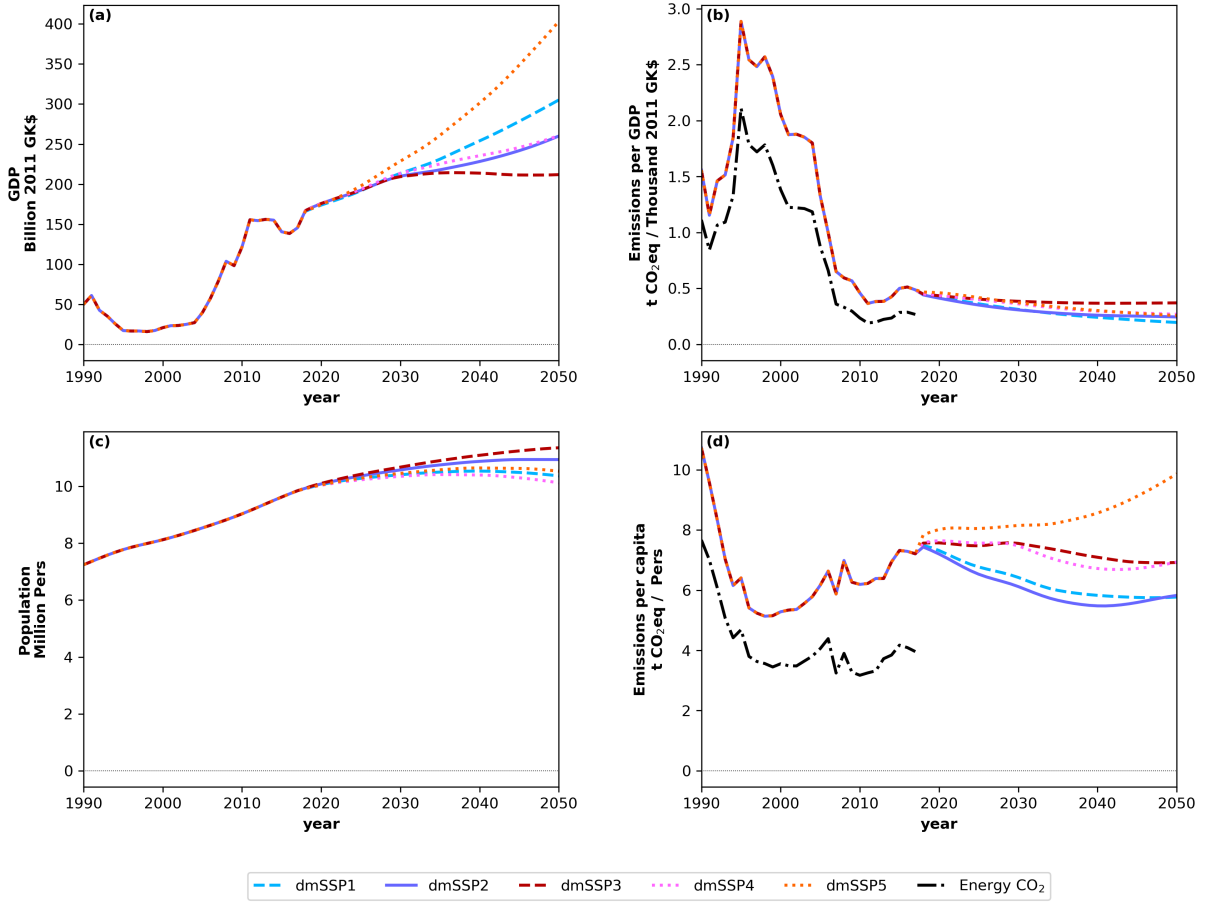 (a)
400
350
300
250
200
150
100
50
0
GDP
Billion 2011 GK$
1990 2000 2010 2020 2030 2040 2050
year
(b)
3.0
2.5
2.0
1.5
1.0
0.5
0.0
Emissions per GDP
t CO₂eq / Thousand 2011 GK$
1990 2000 2010 2020 2030 2040 2050
year
(c)
10
8
6
4
2
0
Population
Million Pers
1990 2000 2010 2020 2030 2040 2050
year
(d)
10
8
6
4
2
0
Emissions per capita
t CO₂eq / Pers
1990 2000 2010 2020 2030 2040 2050
year
dmSSP1 dmSSP2 dmSSP3 dmSSP4 dmSSP5 Energy CO₂